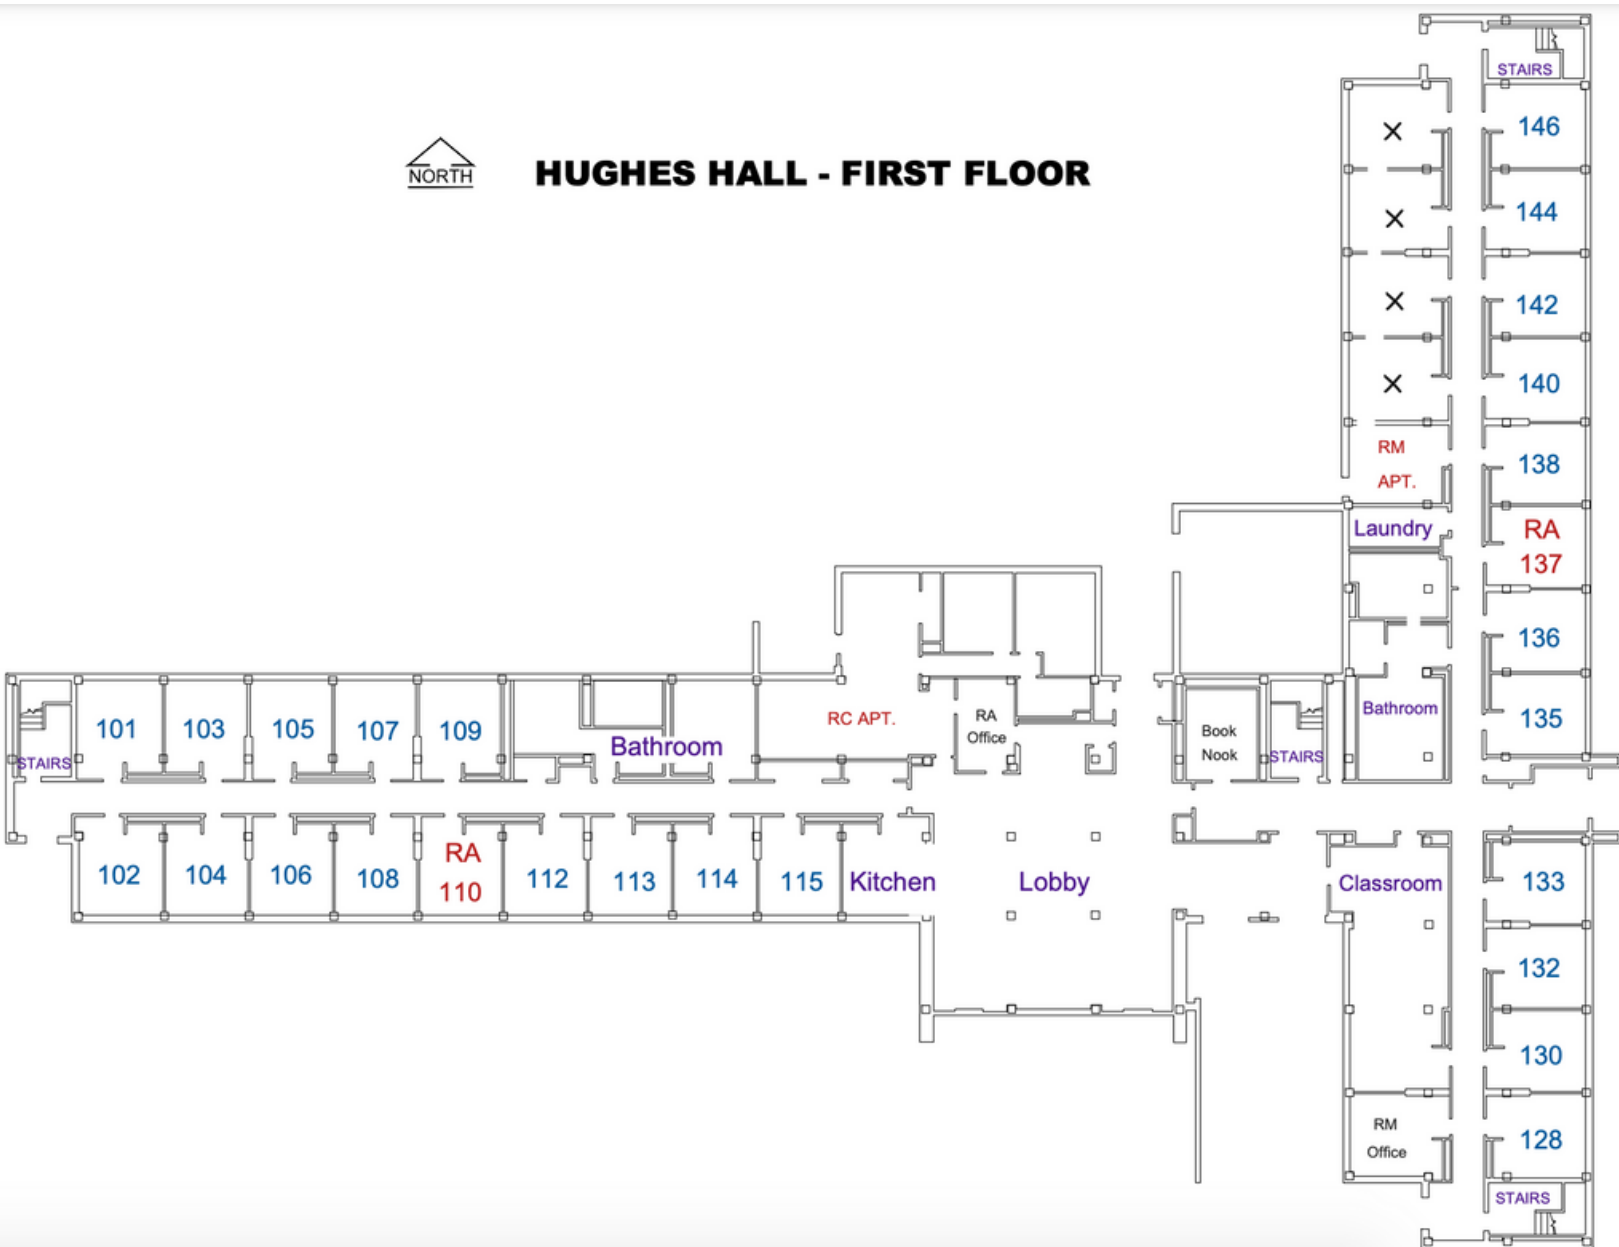 STAIRS
146
NORTH
HUGHES HALL - FIRST FLOOR
144
142
140
RM
APT.
138
Laundry
RA
137
136
135
101
103
105
107
109
STAIRS
Bathroom
RC APT.
RA
Office
Book
Nook
STAIRS
Bathroom
102
104
106
108
RA
110
112
113
114
115
Kitchen
Lobby
Classroom
133
132
130
RM
Office
128
STAIRS